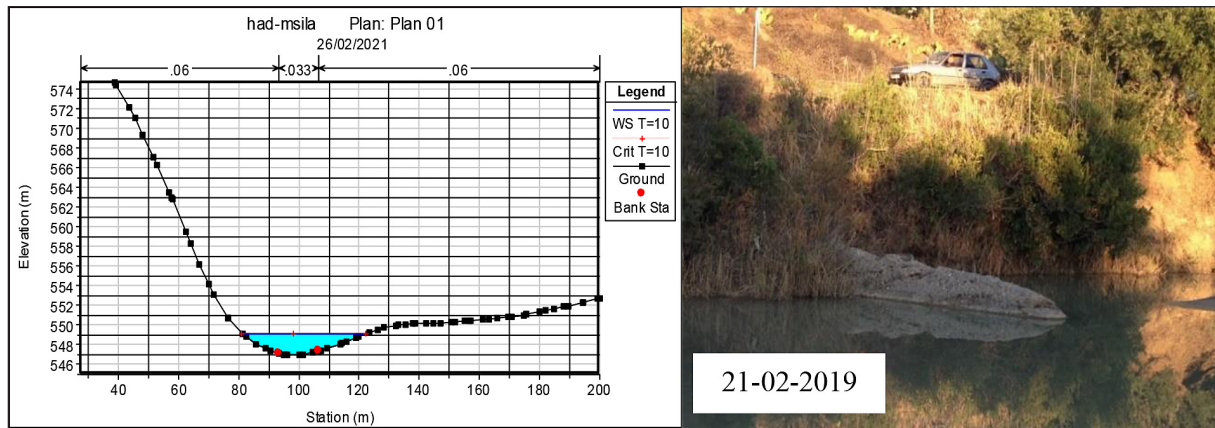 had-msila Plan: Plan 01
26/02/2021
.06 .033 .06
Legend
WS T=10
Crit T=10
Ground
Bank Sta
Elevation (m)
574
572
570
568
566
564
562
560
558
556
554
552
550
548
546
40 60 80 100 120 140 160 180 200
Station (m)
21-02-2019